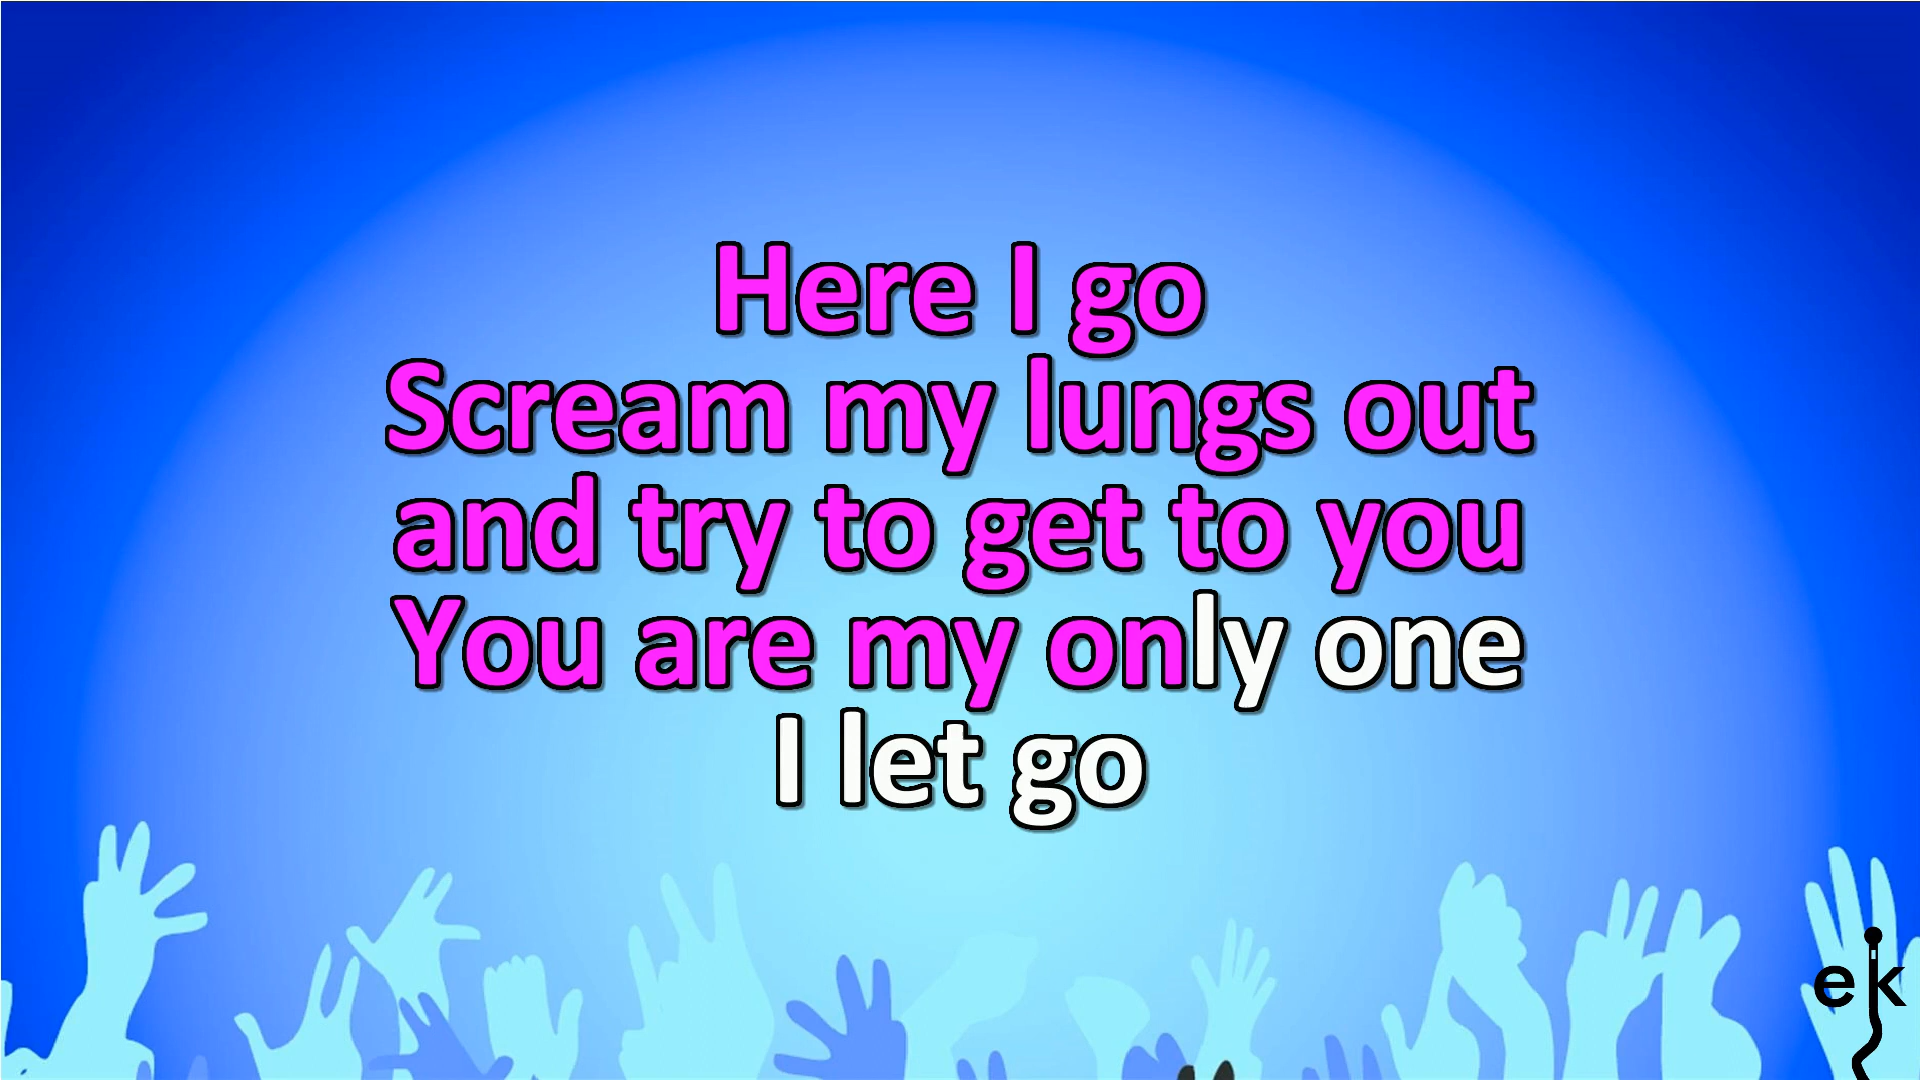 Here I go
Scream my lungs out
and try to get to you
You are my only one
I let go
ek